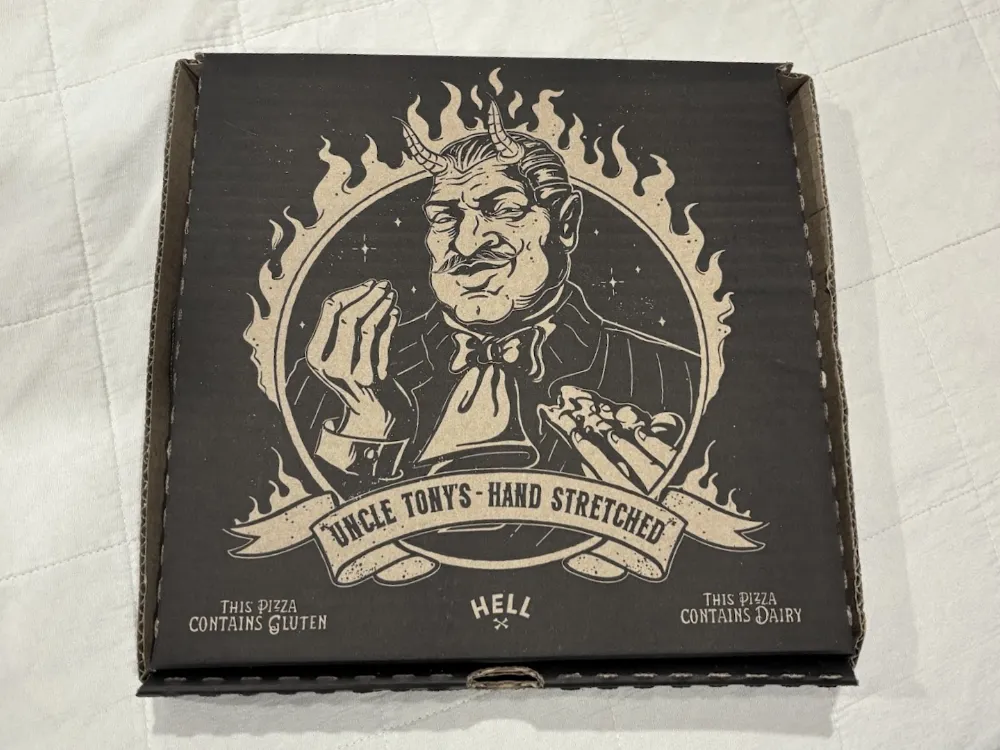 "UNCLE TONY'S - HAND STRETCHED"
THIS PIZZA
CONTAINS GLUTEN
HELL
THIS PIZZA
CONTAINS DAIRY